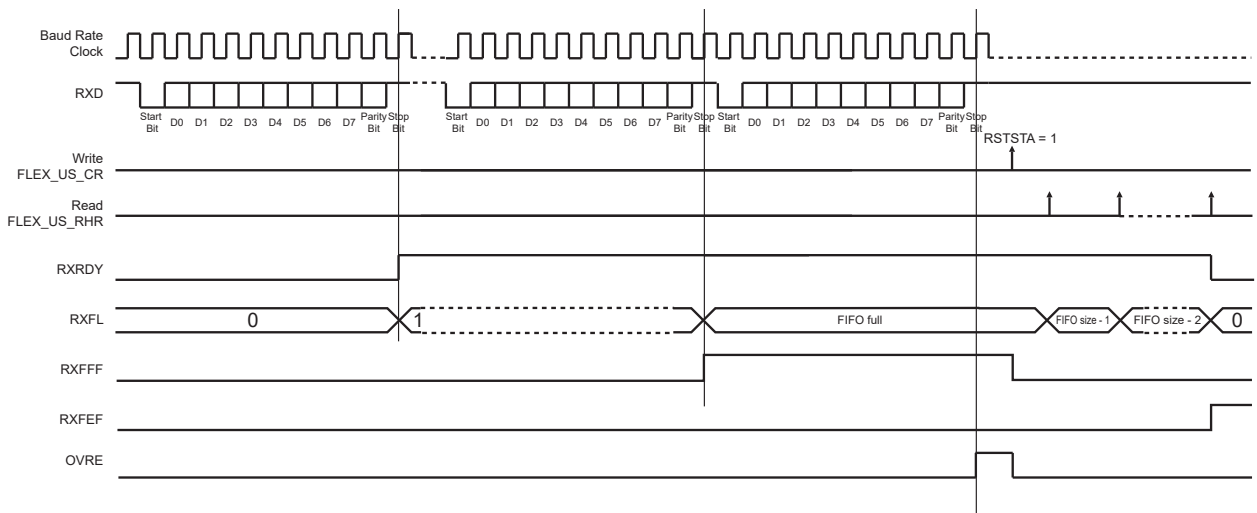 Baud Rate
Clock
RXD
Start Bit D0 D1 D2 D3 D4 D5 D6 D7 Parity Bit Stop Bit Start Bit D0 D1 D2 D3 D4 D5 D6 D7 Parity Bit Stop Bit Start Bit D0 D1 D2 D3 D4 D5 D6 D7 Parity Bit Stop Bit
RSTSTA = 1
Write
FLEX_US_CR
Read
FLEX_US_RHR
RXRDY
RXFL 0 1 FIFO full FIFO size - 1 FIFO size - 2 0
RXFFF
RXFEF
OVRE